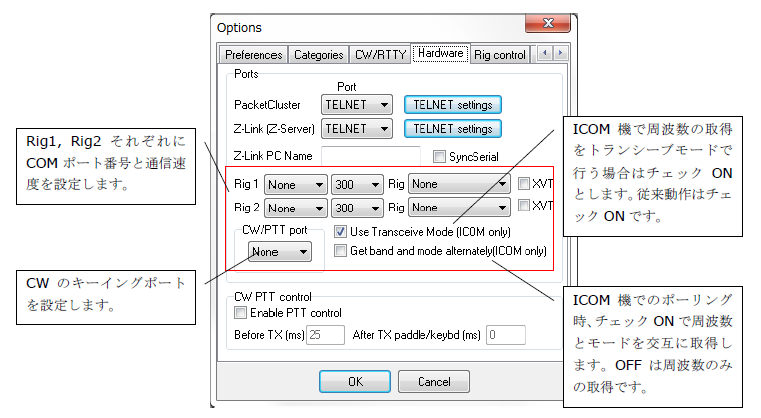 Options
Preferences Categories CW/RTTY Hardware Rig control
Ports
Port
PacketCluster TELNET TELNET settings
Z-Link (Z-Server) TELNET TELNET settings
Z-Link PC Name SyncSerial
Rig 1 None 300 Rig None XVT
Rig 2 None 300 Rig None XVT
CW/PTT port
None
Use Transceive Mode (ICOM only)
Get band and mode alternately(ICOM only)
CW PTT control
Enable PTT control
Before TX (ms) 25 After TX paddle/keybd (ms) 0
OK Cancel
Rig1, Rig2 それぞれに
COM ポート番号と通信速
度を設定します。
CW のキーイングポート
を設定します。
ICOM 機で周波数の取得
をトランシーブモードで
行う場合はチェック ON
とします。従来動作はチェ
ック ON です。
ICOM 機でのポーリング
時、チェック ON で周波数
とモードを交互に取得し
ます。OFF は周波数のみ
の取得です。